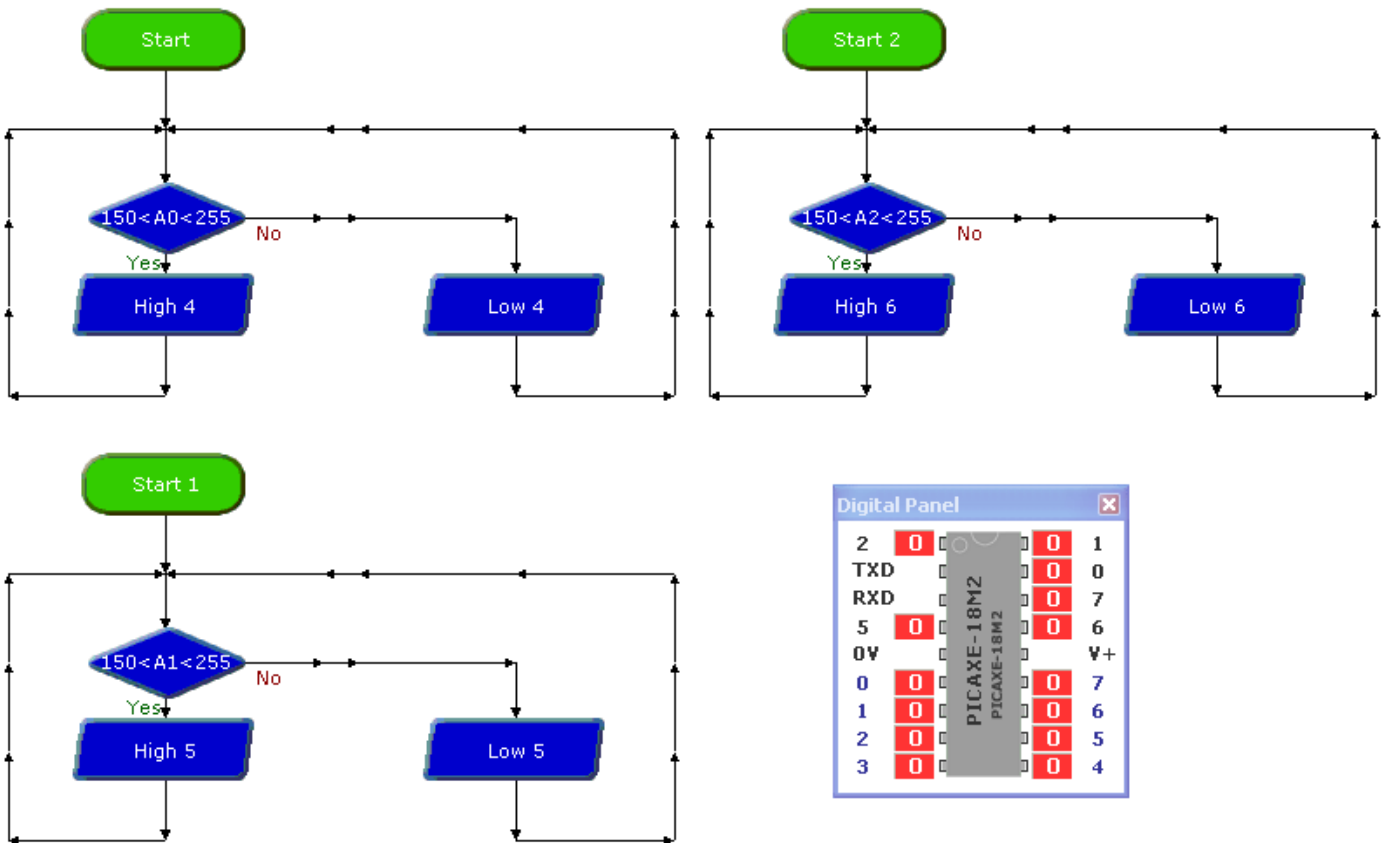 Start
150<A0<255
No
Yes
High 4
Low 4
Start 2
150<A2<255
No
Yes
High 6
Low 6
Start 1
150<A1<255
No
Yes
High 5
Low 5
Digital Panel
2 0 0 1
TXD 0 0
RXD 0 7
5 0 0 6
0V V+
0 0 0 7
1 0 0 6
2 0 0 5
3 0 0 4
PICAXE-18M2
PICAXE-18M2